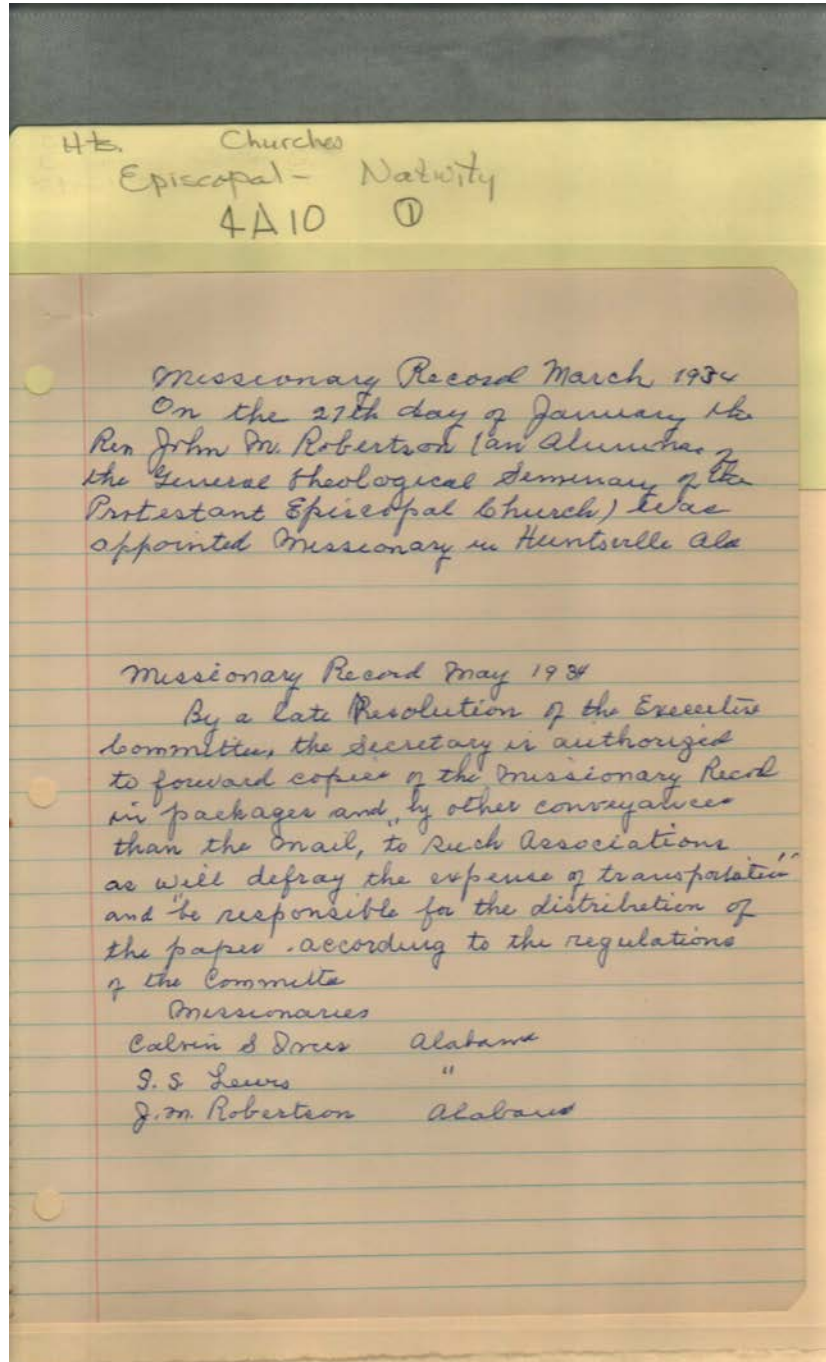 Hts. Churches
Episcopal - Nativity
4A10 ①
Missionary Record March 1934
On the 27th day of January the
Rev John M. Robertson (an Alumnae of
the General Theological Seminary of the
Protestant Episcopal Church) was
appointed Missionary in Huntsville Ala
Missionary Record May 1934
By a late Resolution of the Executive
Committee, the Secretary is authorized
to forward copies of the Missionary Record
in packages and, by other conveyances
than the mail, to such Associations
as will defray the expense of transportation
and be responsible for the distribution of
the paper. according to the regulations
of the Committe
Missionaries
Calvin S Alabama
S. S Lewis "
J. M. Robertson Alabama